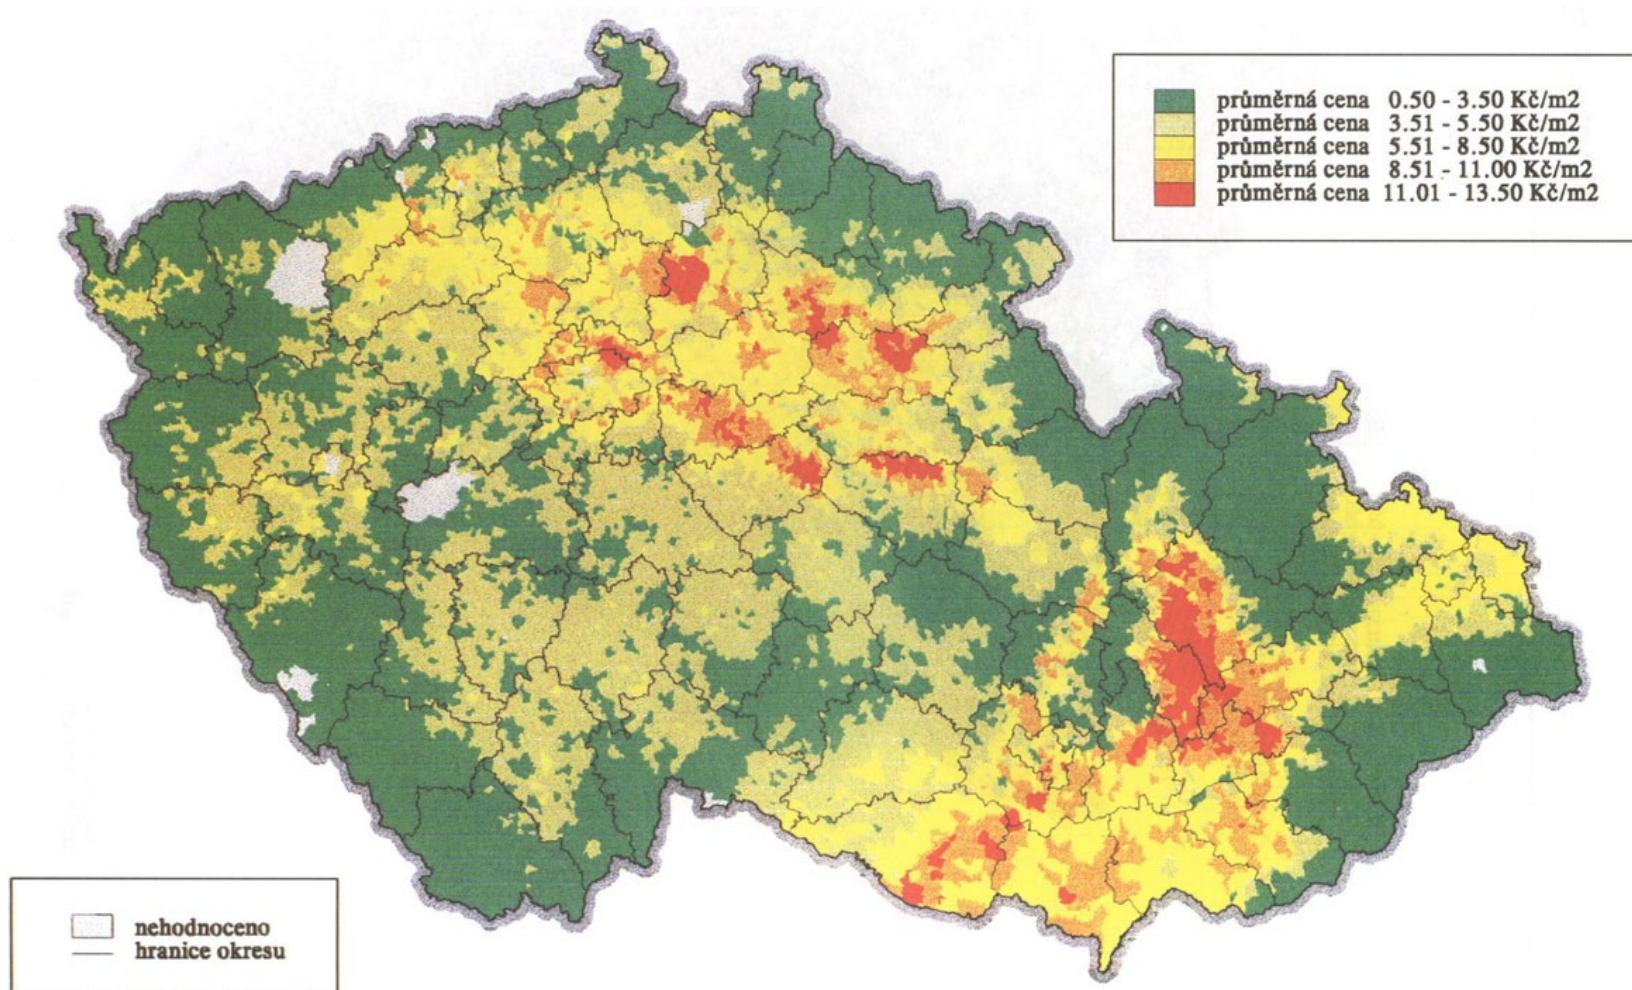 průměrná cena 0.50 - 3.50 Kč/m2
průměrná cena 3.51 - 5.50 Kč/m2
průměrná cena 5.51 - 8.50 Kč/m2
průměrná cena 8.51 - 11.00 Kč/m2
průměrná cena 11.01 - 13.50 Kč/m2
nehodnoceno
hranice okresu